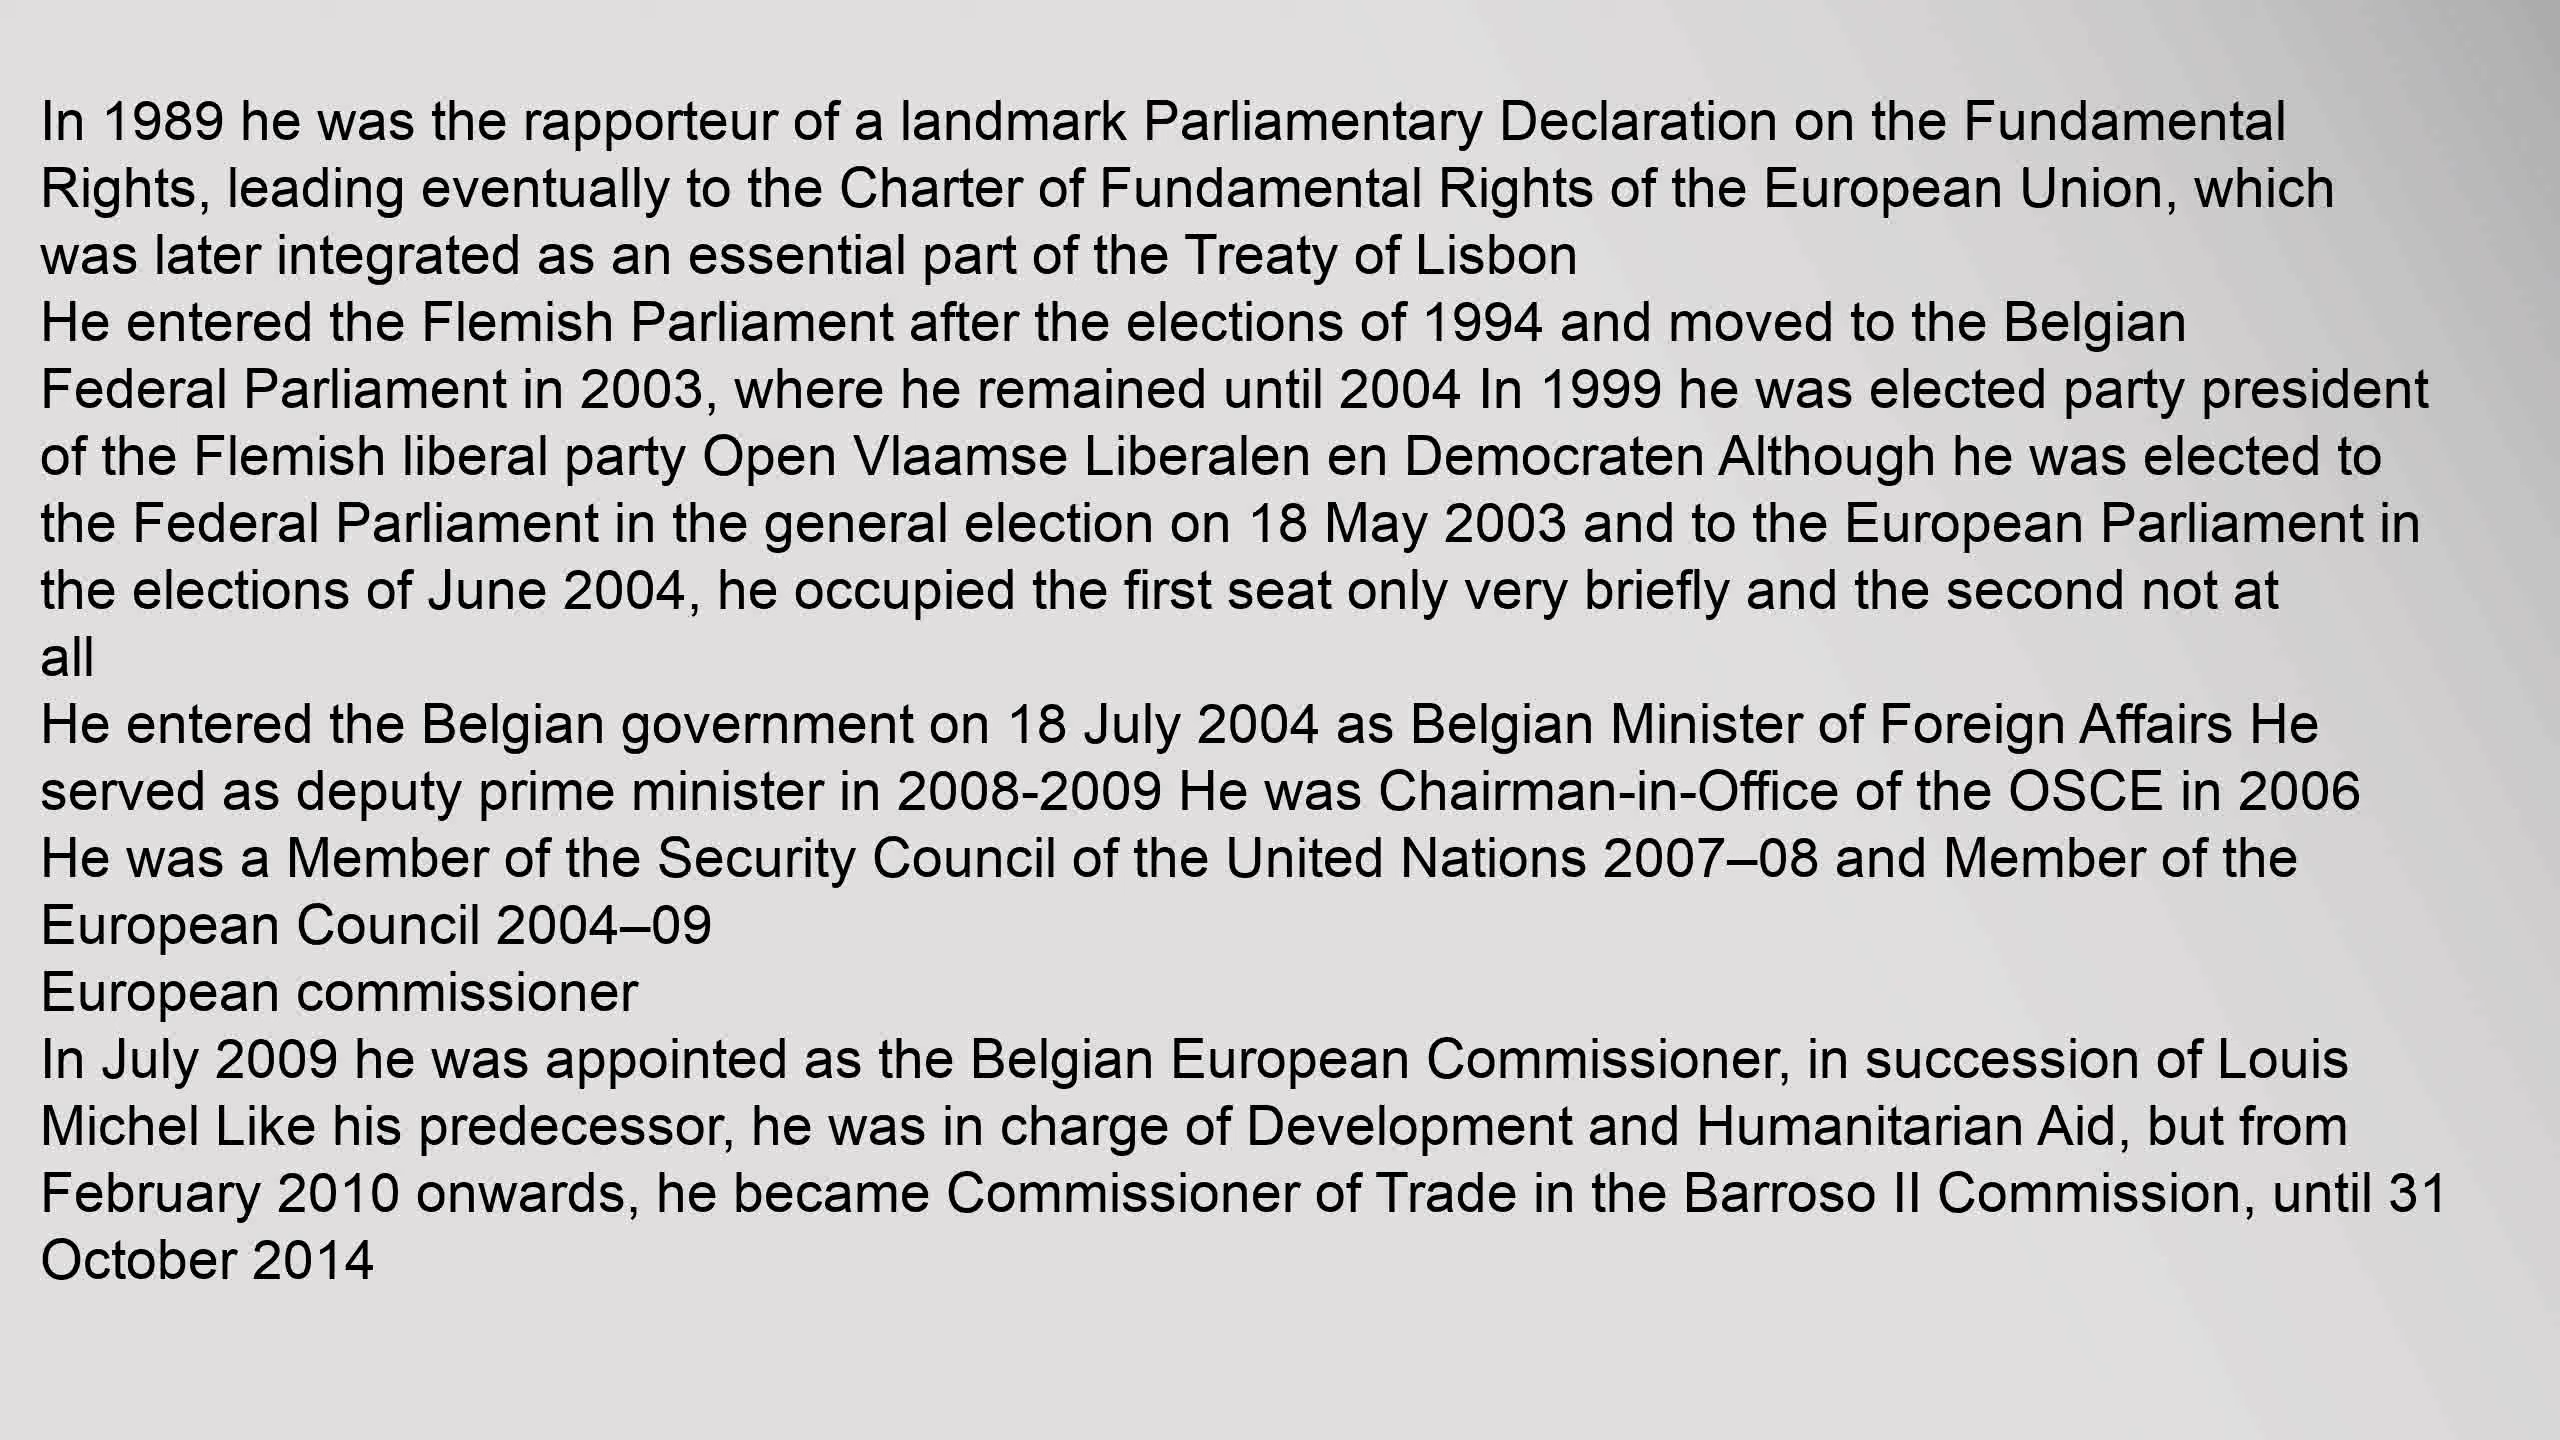 In 1989 he was the rapporteur of a landmark Parliamentary Declaration on the Fundamental
Rights, leading eventually to the Charter of Fundamental Rights of the European Union, which
was later integrated as an essential part of the Treaty of Lisbon
He entered the Flemish Parliament after the elections of 1994 and moved to the Belgian
Federal Parliament in 2003, where he remained until 2004 In 1999 he was elected party president
of the Flemish liberal party Open Vlaamse Liberalen en Democraten Although he was elected to
the Federal Parliament in the general election on 18 May 2003 and to the European Parliament in
the elections of June 2004, he occupied the first seat only very briefly and the second not at
all
He entered the Belgian government on 18 July 2004 as Belgian Minister of Foreign Affairs He
served as deputy prime minister in 2008-2009 He was Chairman-in-Office of the OSCE in 2006
He was a Member of the Security Council of the United Nations 2007–08 and Member of the
European Council 2004–09
European commissioner
In July 2009 he was appointed as the Belgian European Commissioner, in succession of Louis
Michel Like his predecessor, he was in charge of Development and Humanitarian Aid, but from
February 2010 onwards, he became Commissioner of Trade in the Barroso II Commission, until 31
October 2014